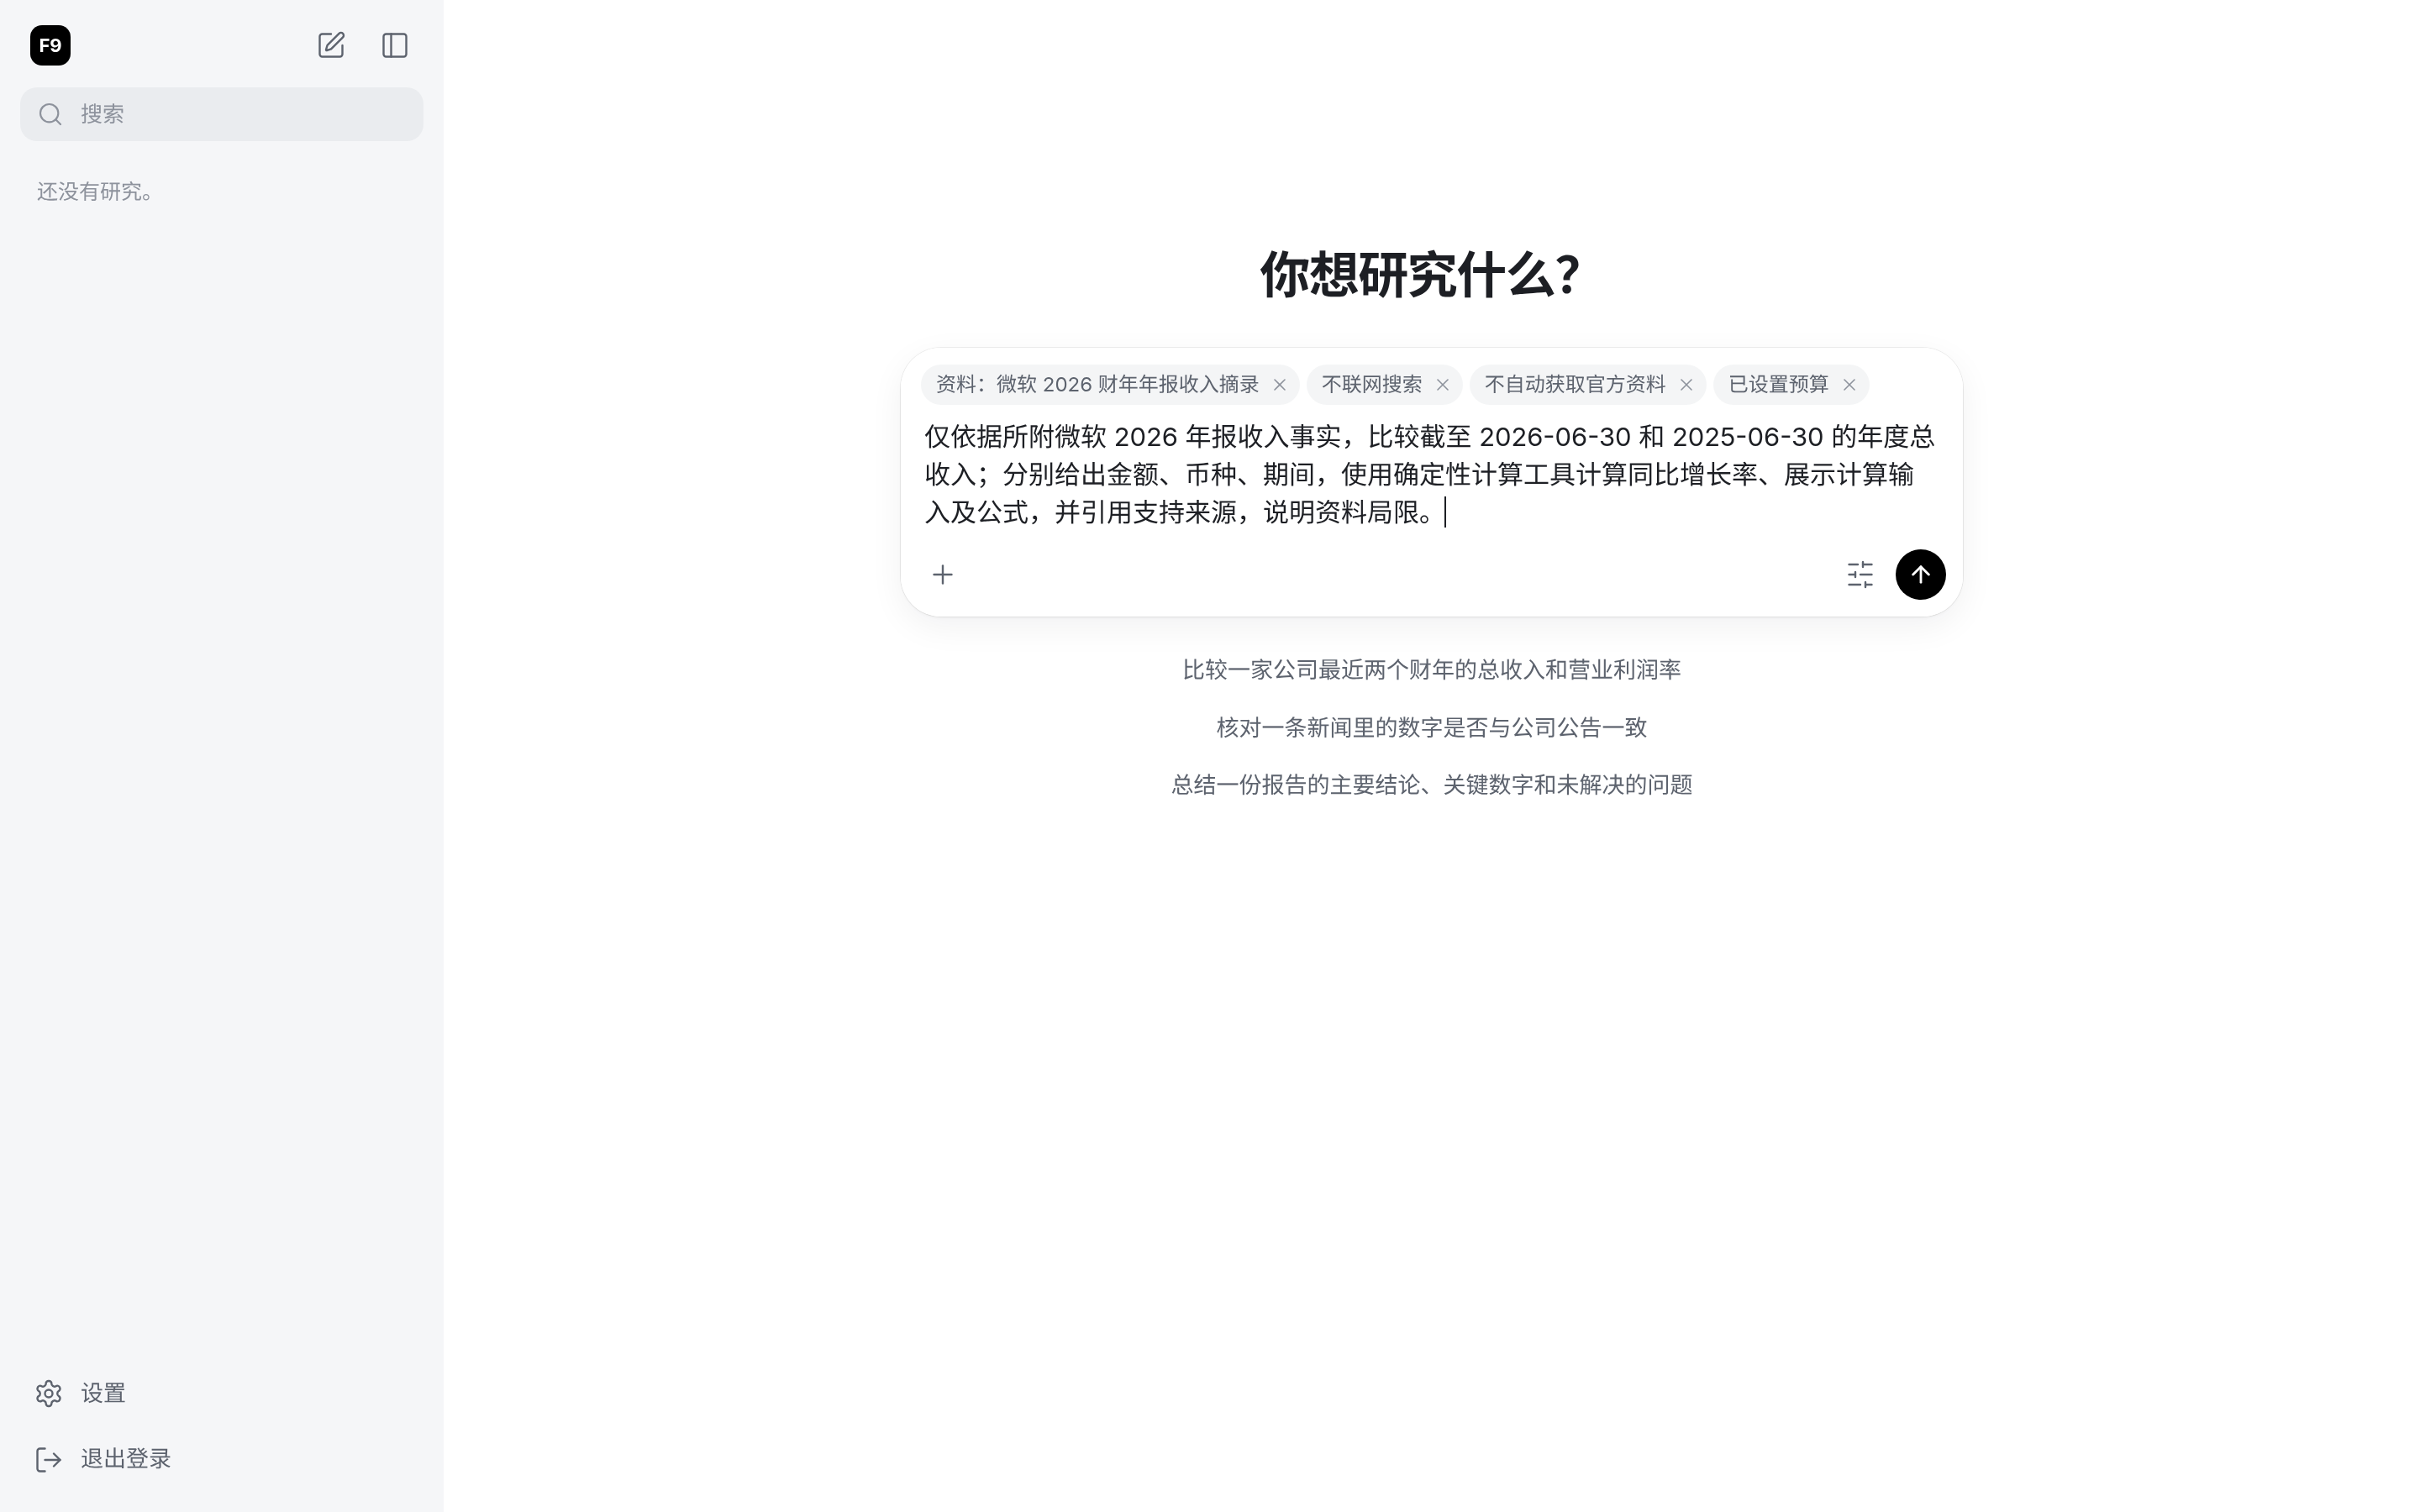 F9
搜索
还没有研究。
你想研究什么？
资料：微软 2026 财年年报收入摘录
不联网搜索
不自动获取官方资料
已设置预算
仅依据所附微软 2026 年报收入事实，比较截至 2026-06-30 和 2025-06-30 的年度总
收入；分别给出金额、币种、期间，使用确定性计算工具计算同比增长率、展示计算输
入及公式，并引用支持来源，说明资料局限。
比较一家公司最近两个财年的总收入和营业利润率
核对一条新闻里的数字是否与公司公告一致
总结一份报告的主要结论、关键数字和未解决的问题
设置
退出登录